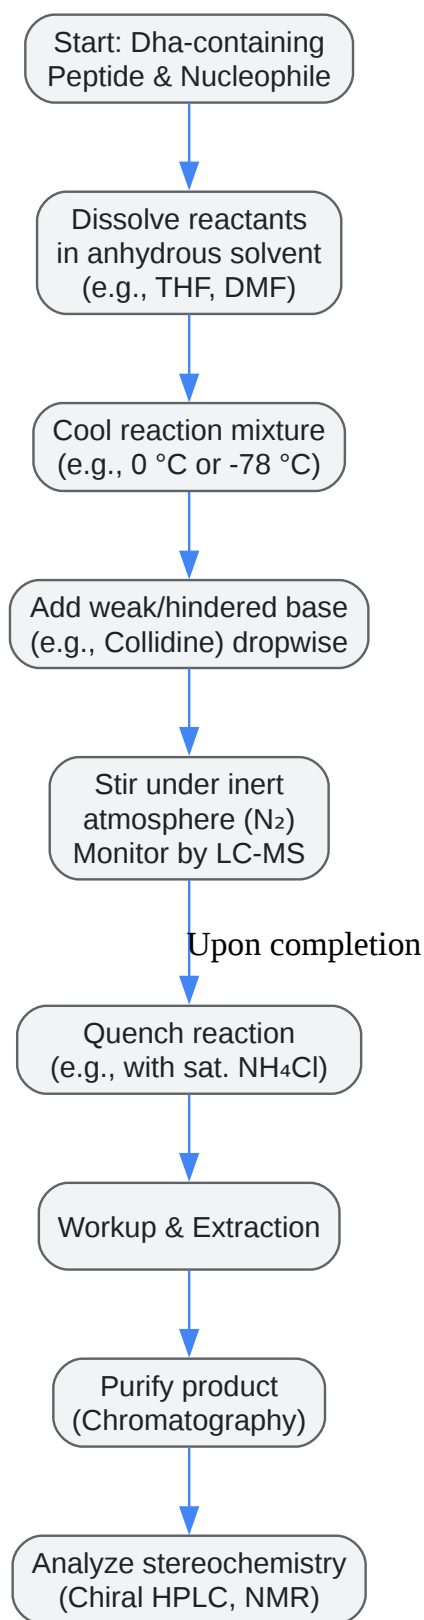 Start: Dha-containing
Peptide & Nucleophile
Dissolve reactants
in anhydrous solvent
(e.g., THF, DMF)
Cool reaction mixture
(e.g., 0 °C or -78 °C)
Add weak/hindered base
(e.g., Collidine) dropwise
Stir under inert
atmosphere (N₂)
Monitor by LC-MS
Upon completion
Quench reaction
(e.g., with sat. NH₄Cl)
Workup & Extraction
Purify product
(Chromatography)
Analyze stereochemistry
(Chiral HPLC, NMR)